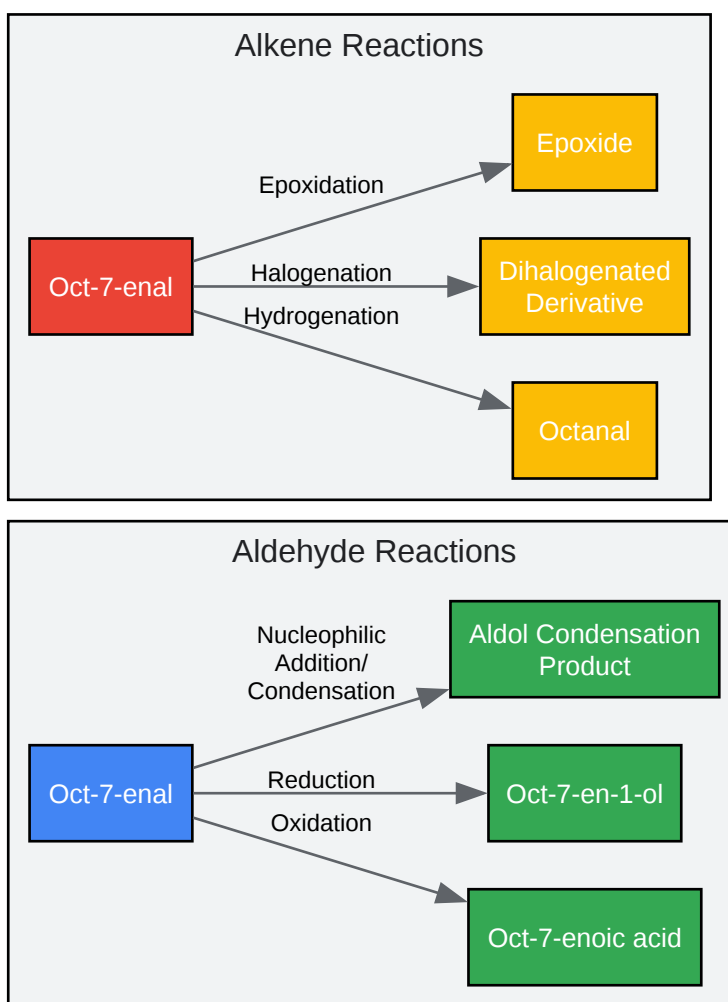 Alkene Reactions
Epoxide
Epoxidation
Oct-7-enal
Halogenation
Dihalogenated
Derivative
Hydrogenation
Octanal
Aldehyde Reactions
Nucleophilic
Addition/
Condensation
Aldol Condensation
Product
Oct-7-enal
Reduction
Oct-7-en-1-ol
Oxidation
Oct-7-enoic acid